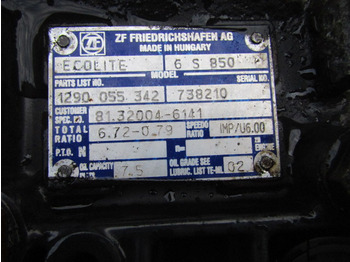 ZF FRIEDRICHSHAFEN AG
MADE IN HUNGARY
ZF
ECOLITE 6 S 850
MODEL
PARTS LIST NO. SERIAL NO.
1290 055 342 738210
CUSTOMER SPEC. NO. 81.32004-6141
TOTAL RATIO 6.72-0.79 SPEEDO RATIO IMP/U6.00
P.T.O. N n= ENGINE
OIL CAPACITY 7.5 OIL GRADE SEE LUBRIC. LIST TE-ML 02